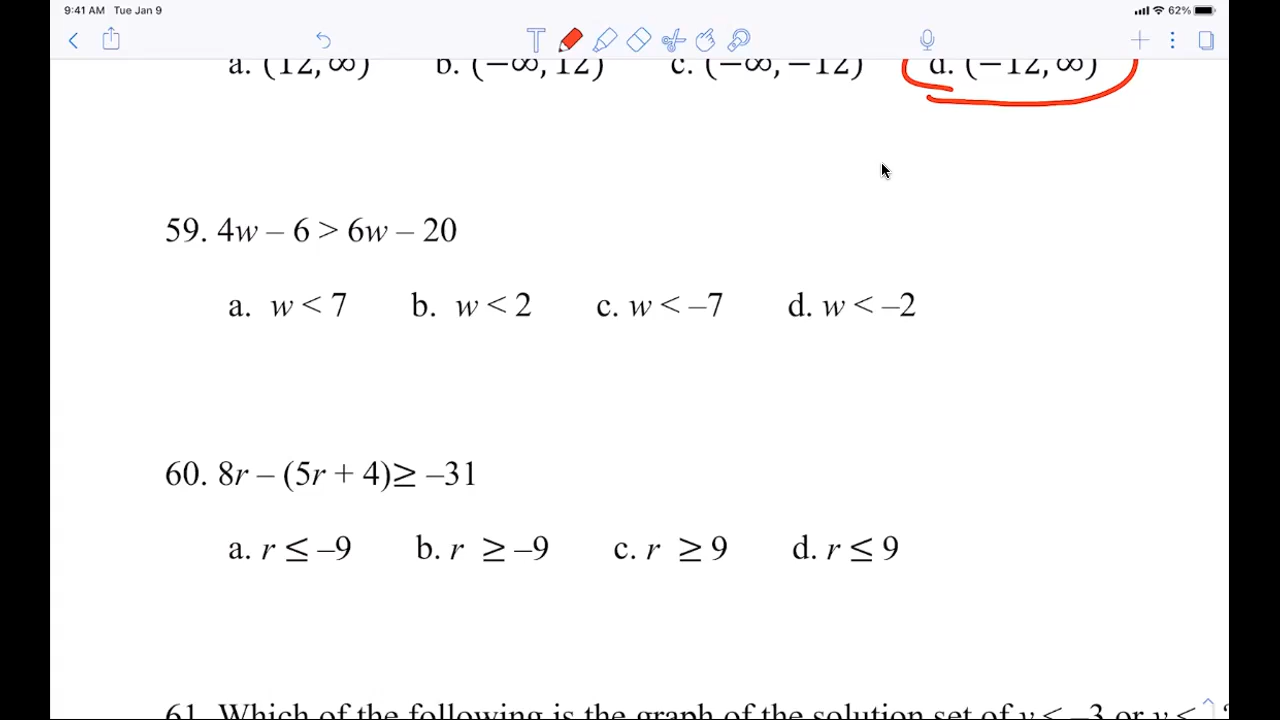 9:41 AM Tue Jan 9 62%
a. (12, ∞) b. (−∞, 12) c. (−∞, −12) d. (−12, ∞)
59. 4w – 6 > 6w – 20
a. w < 7 b. w < 2 c. w < –7 d. w < –2
60. 8r – (5r + 4)≥ –31
a. r ≤ –9 b. r ≥ –9 c. r ≥ 9 d. r ≤ 9
61. Which of the following is the graph of the solution set of